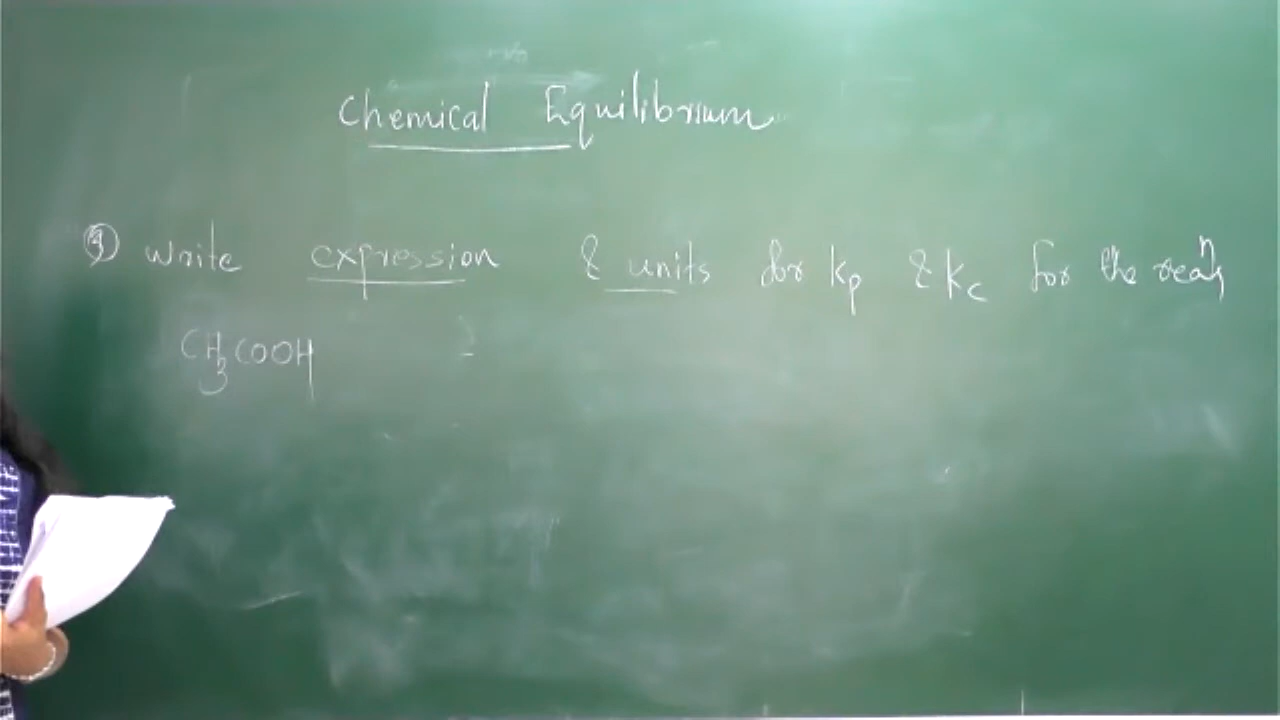 Chemical Equilibrium
write expression & units for Kp & Kc for the reaⁿ,
CH₃COOH